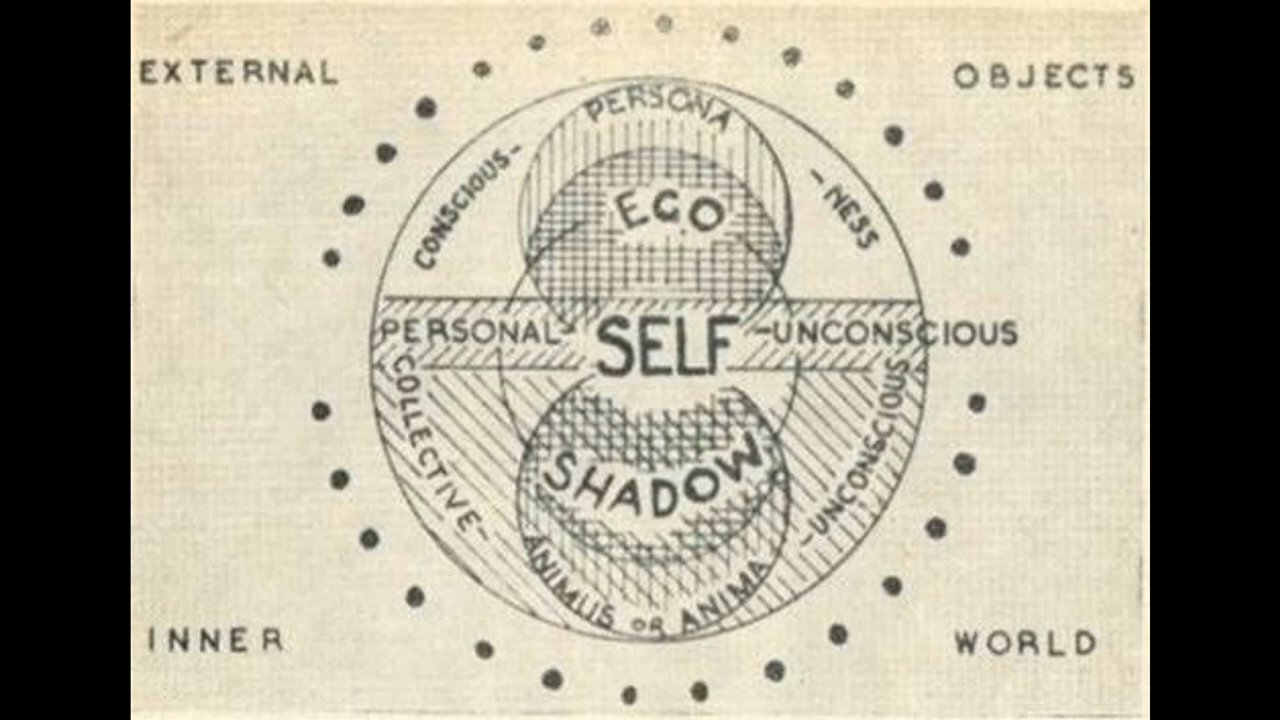 EXTERNAL OBJECTS
PERSONA
CONSCIOUS- -NESS
EGO
PERSONAL- SELF -UNCONSCIOUS
COLLECTIVE- -UNCONSCIOUS
SHADOW
ANIMUS OR ANIMA
INNER WORLD